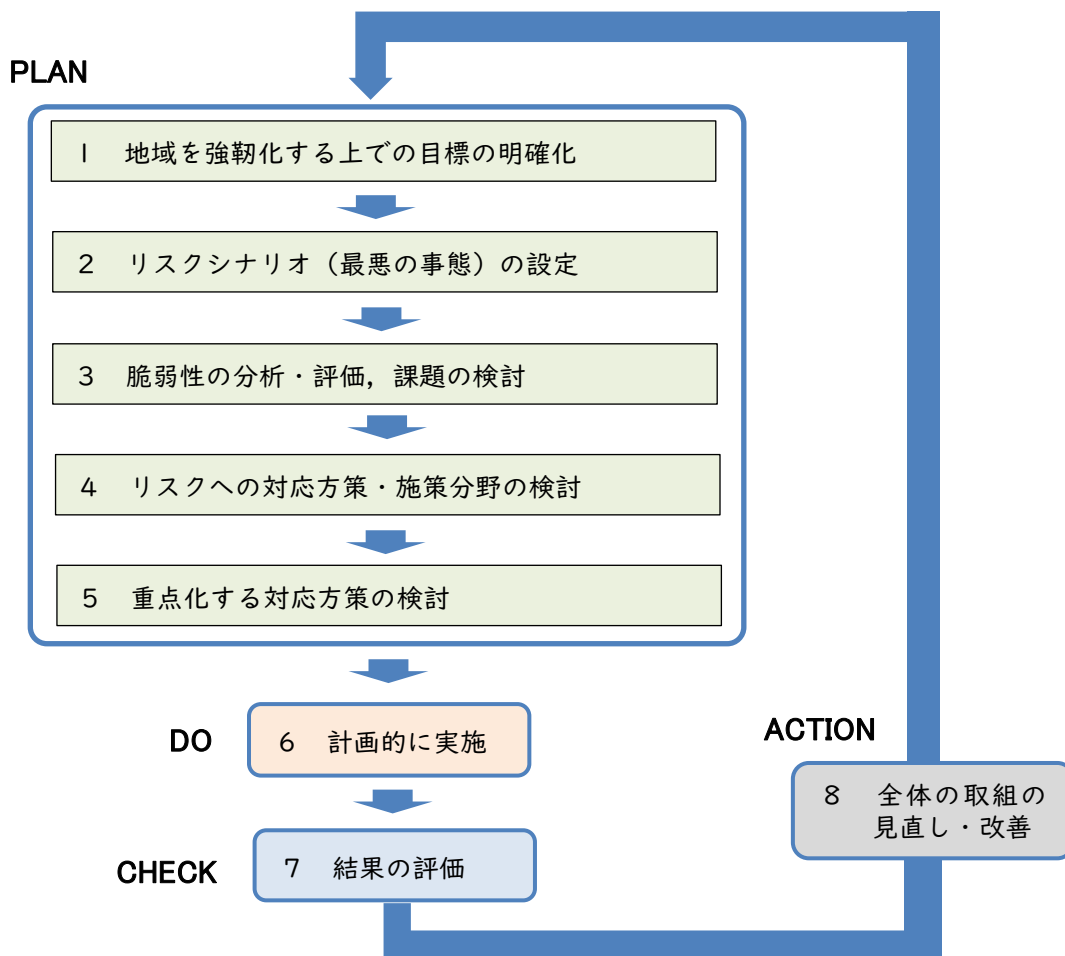 PLAN
1 地域を強靭化する上での目標の明確化
2 リスクシナリオ（最悪の事態）の設定
3 脆弱性の分析・評価，課題の検討
4 リスクへの対応方策・施策分野の検討
5 重点化する対応方策の検討
DO
6 計画的に実施
ACTION
8 全体の取組の
見直し・改善
CHECK
7 結果の評価